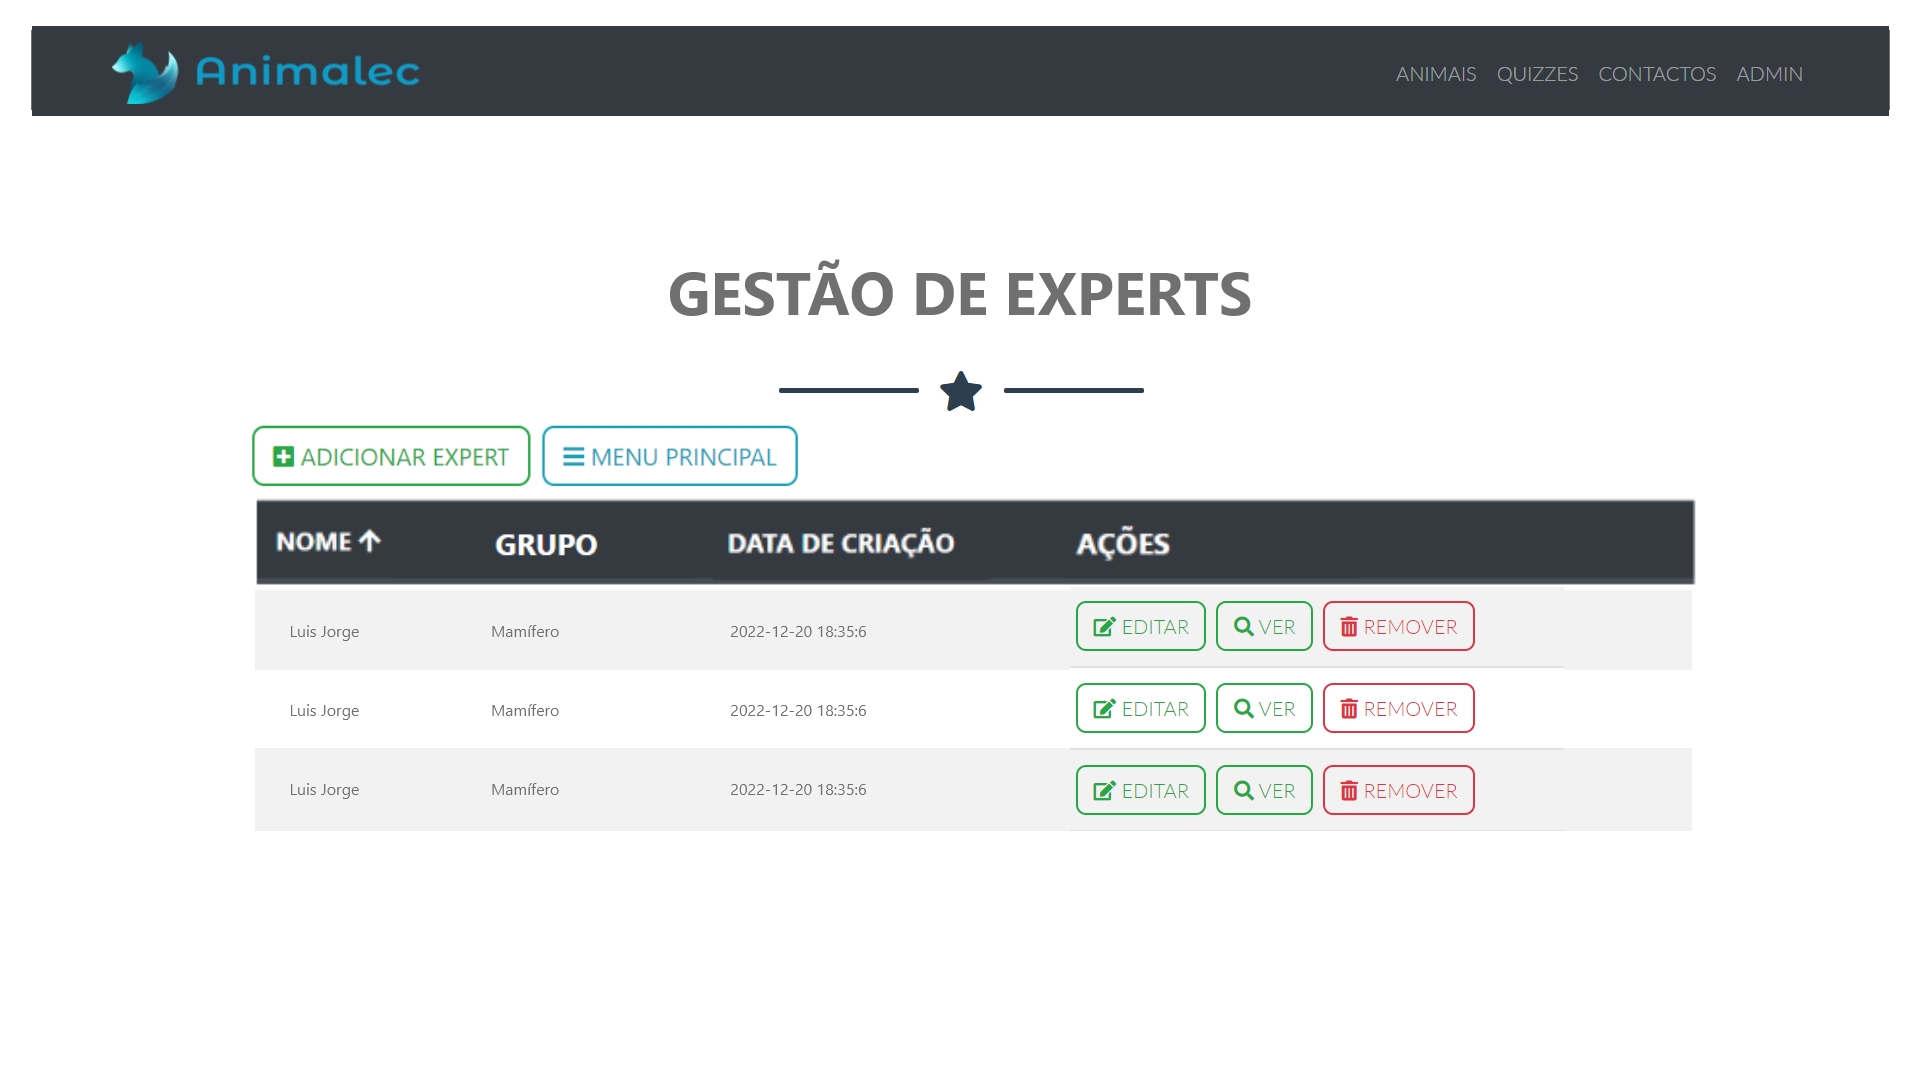 Animalec
ANIMAIS QUIZZES CONTACTOS ADMIN
GESTÃO DE EXPERTS
ADICIONAR EXPERT MENU PRINCIPAL
NOME GRUPO DATA DE CRIAÇÃO AÇÕES
Luis Jorge Mamífero 2022-12-20 18:35:6 EDITAR VER REMOVER
Luis Jorge Mamífero 2022-12-20 18:35:6 EDITAR VER REMOVER
Luis Jorge Mamífero 2022-12-20 18:35:6 EDITAR VER REMOVER